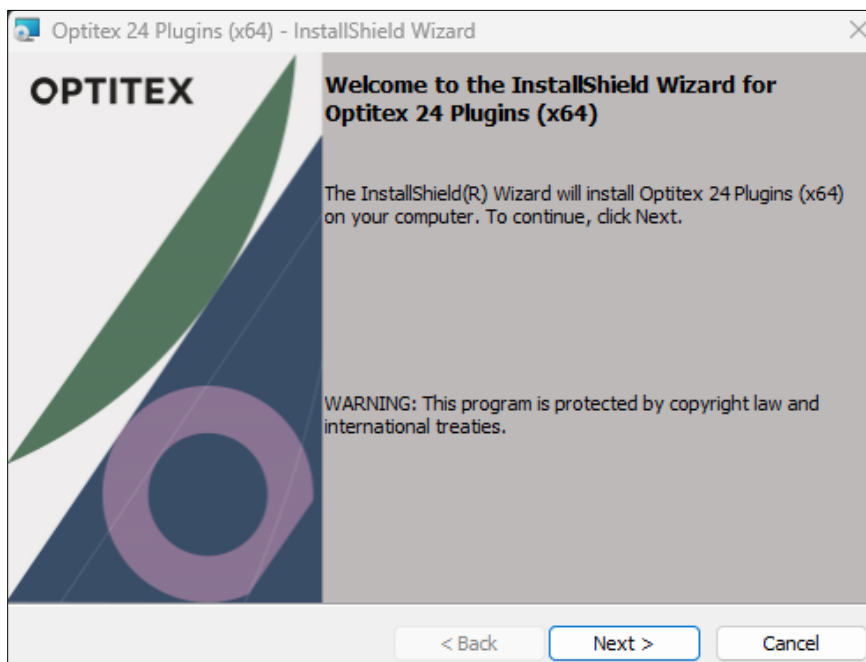 Optitex 24 Plugins (x64) - InstallShield Wizard
OPTITEX
Welcome to the InstallShield Wizard for
Optitex 24 Plugins (x64)
The InstallShield(R) Wizard will install Optitex 24 Plugins (x64)
on your computer. To continue, click Next.
WARNING: This program is protected by copyright law and
international treaties.
< Back
Next >
Cancel